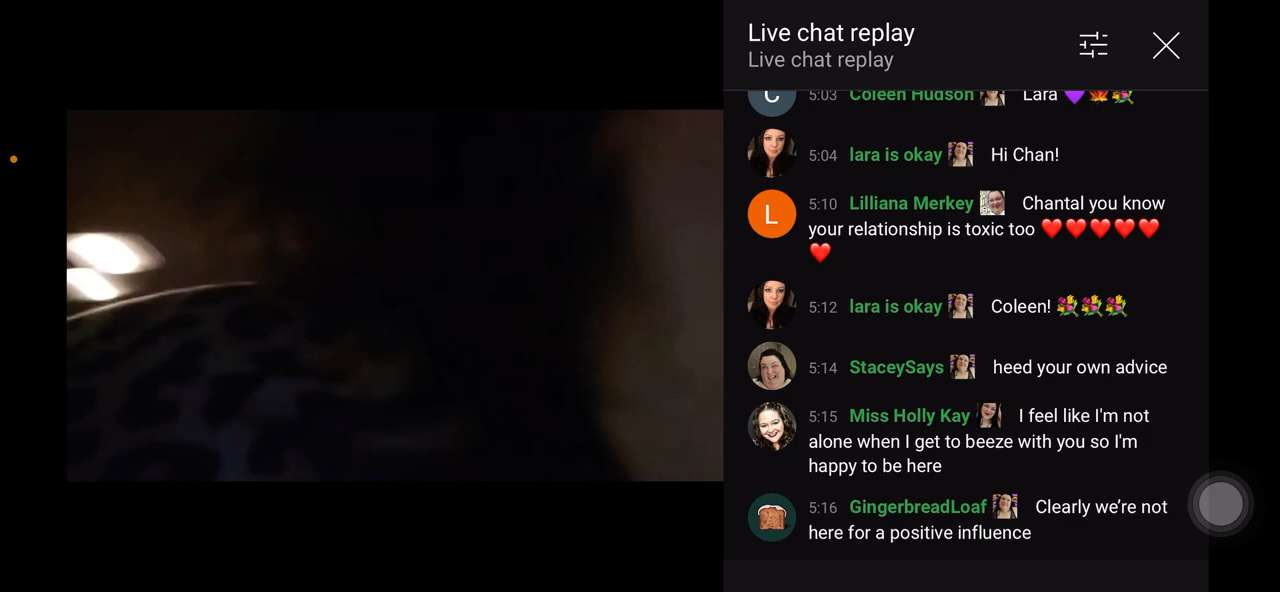 Live chat replay
Live chat replay
C
5:03 Coleen Hudson Lara 💜🍁💐
5:04 lara is okay Hi Chan!
L
5:10 Lilliana Merkey Chantal you know
your relationship is toxic too ❤️❤️❤️❤️❤️
❤️
5:12 lara is okay Coleen! 💐💐💐
5:14 StaceySays heed your own advice
5:15 Miss Holly Kay I feel like I'm not
alone when I get to beeze with you so I'm
happy to be here
5:16 GingerbreadLoaf Clearly we're not
here for a positive influence